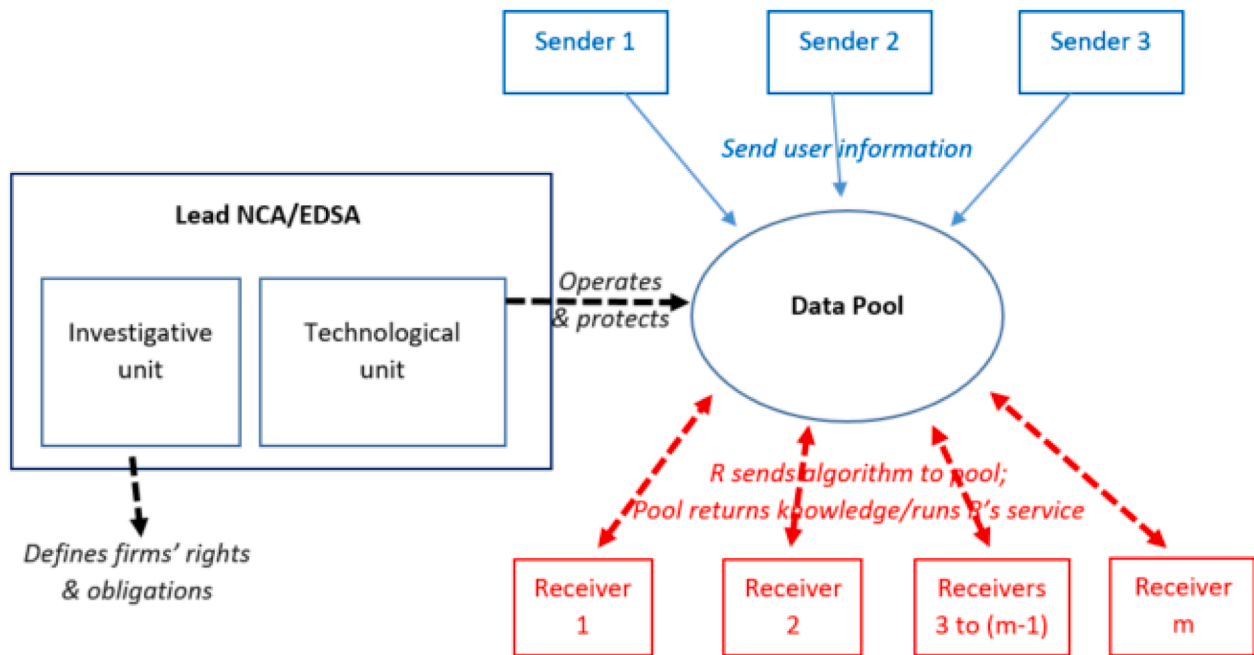 Sender 1
Sender 2
Sender 3
Send user information
Lead NCA/EDSA
Investigative
unit
Technological
unit
Operates
& protects
Data Pool
Defines firms' rights
& obligations
R sends algorithm to pool;
Pool returns knowledge/runs R's service
Receiver
1
Receiver
2
Receivers
3 to (m-1)
Receiver
m